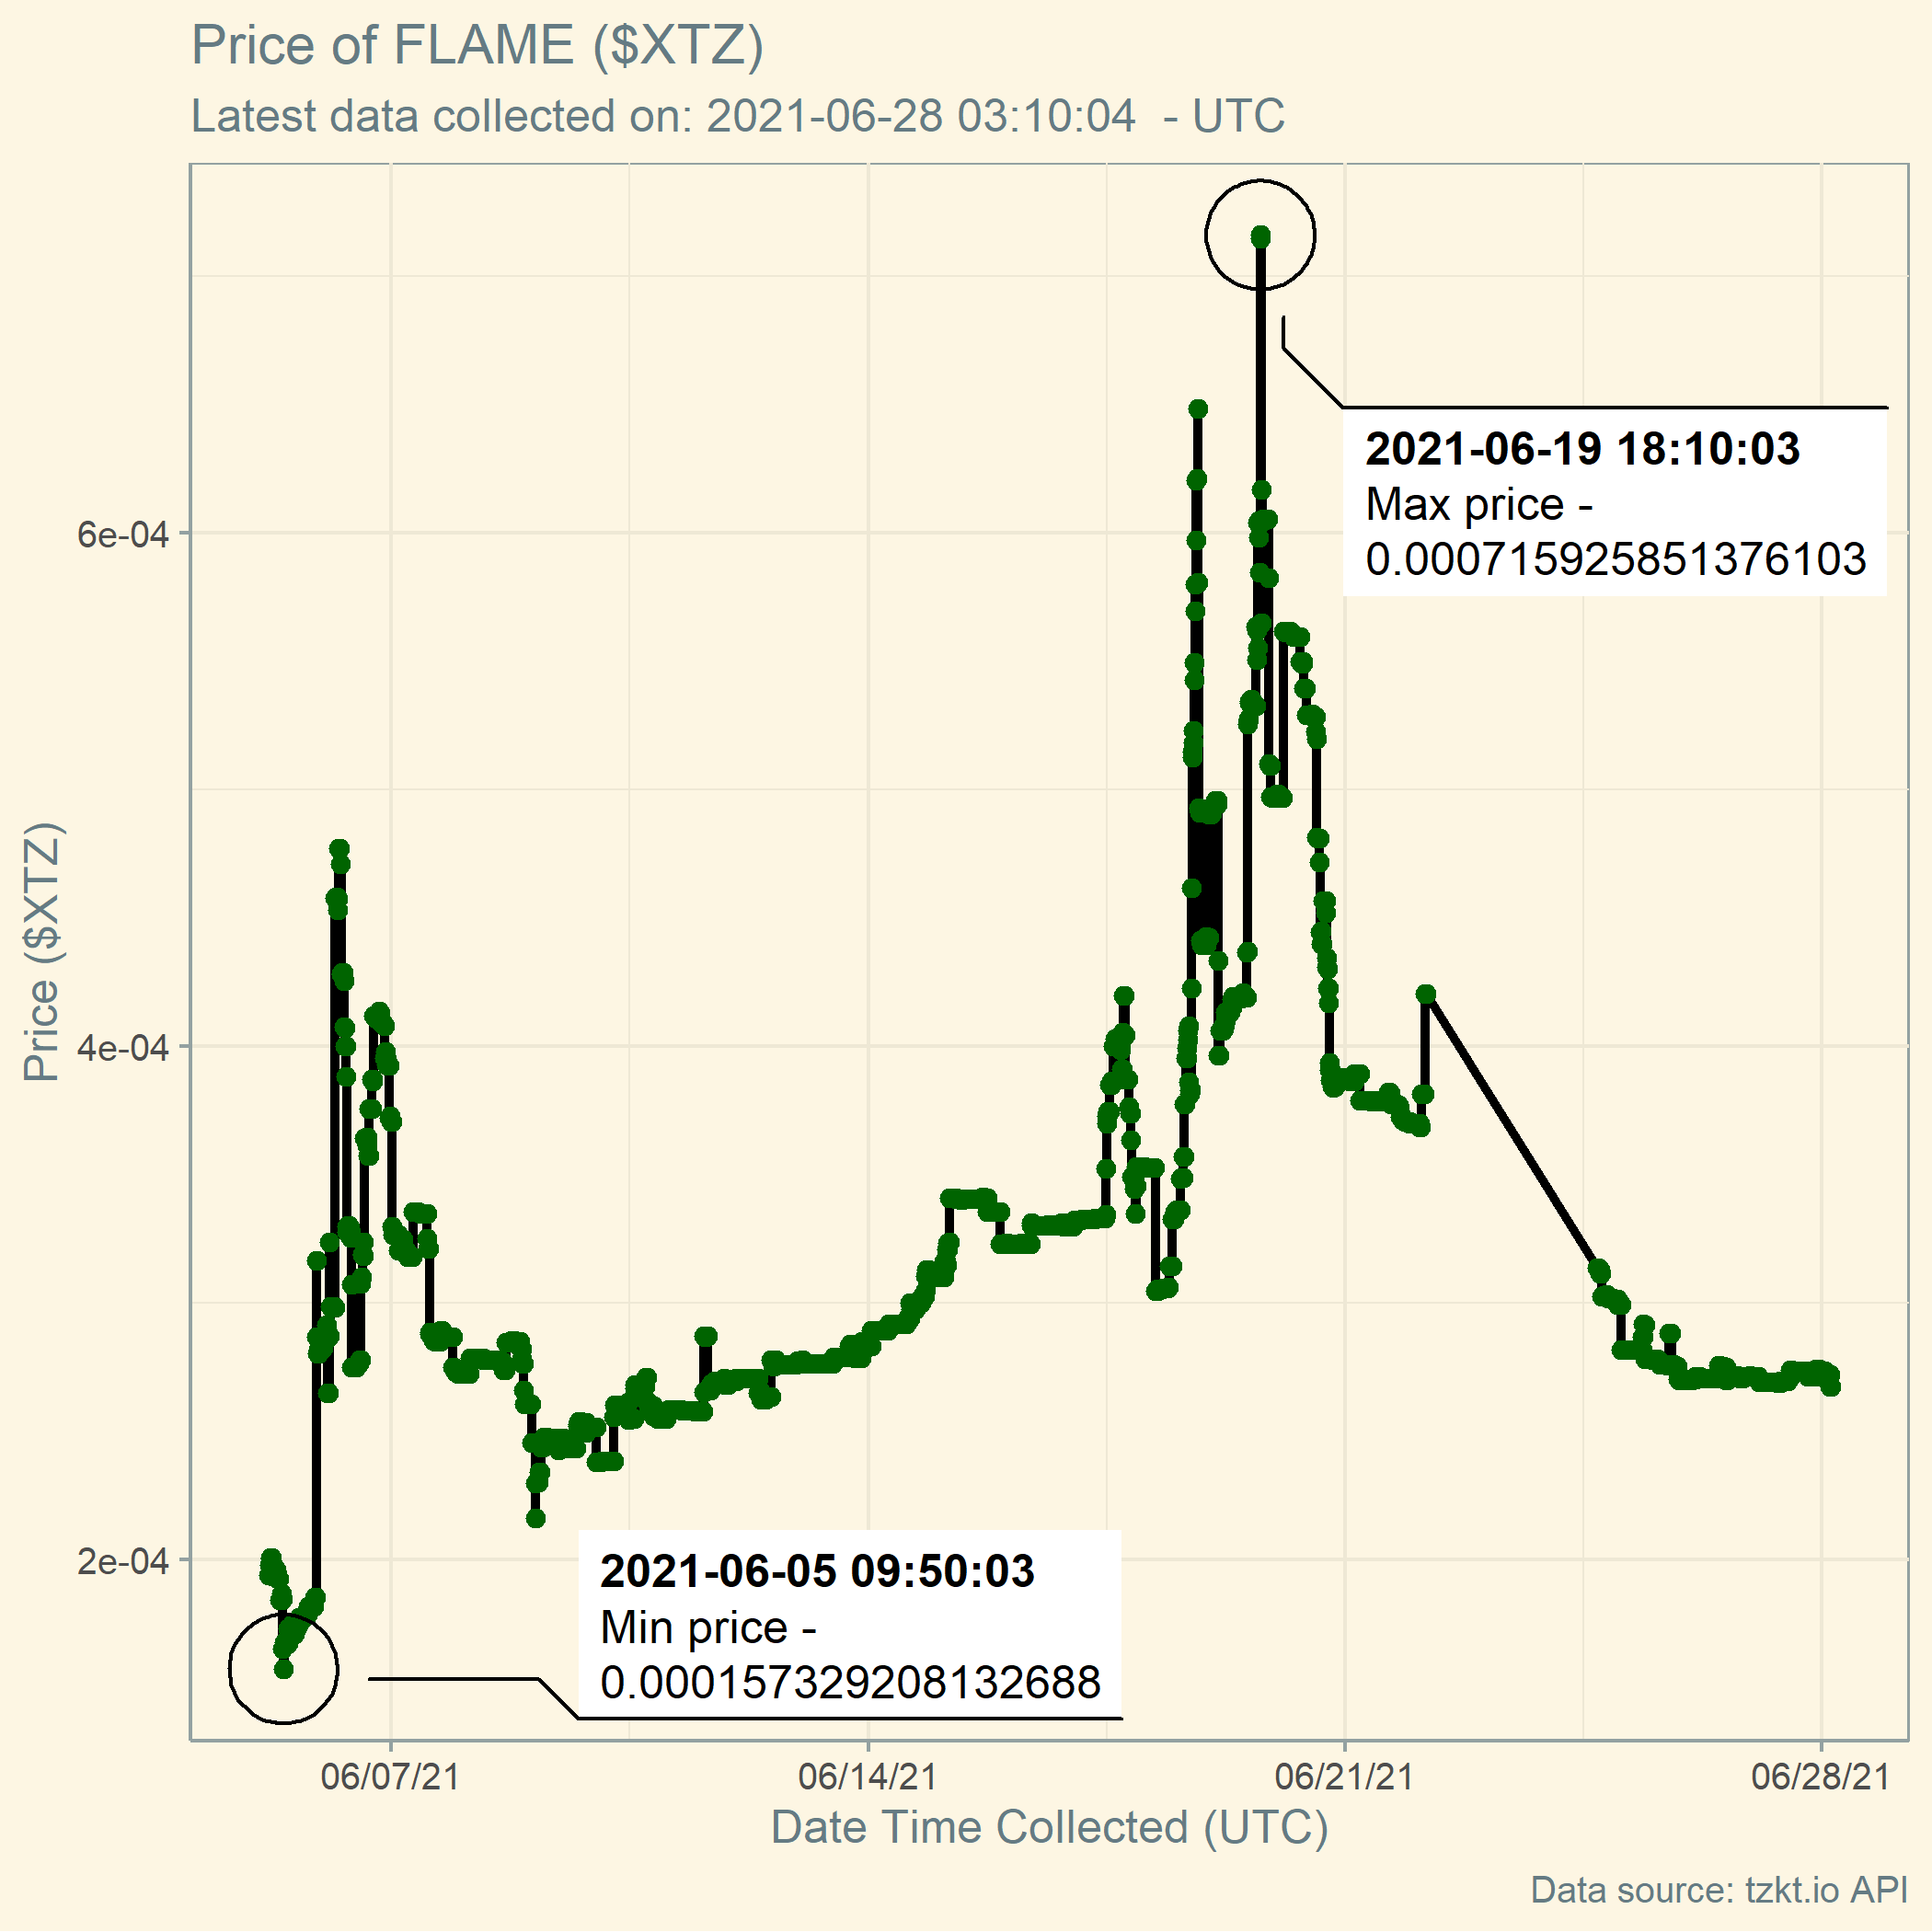 Price of FLAME ($XTZ)
Latest data collected on: 2021-06-28 03:10:04  - UTC
2021-06-19 18:10:03
Max price -
0.000715925851376103
6e-04
4e-04
2e-04
Price ($XTZ)
2021-06-05 09:50:03
Min price -
0.000157329208132688
06/07/21
06/14/21
06/21/21
06/28/21
Date Time Collected (UTC)
Data source: tzkt.io API